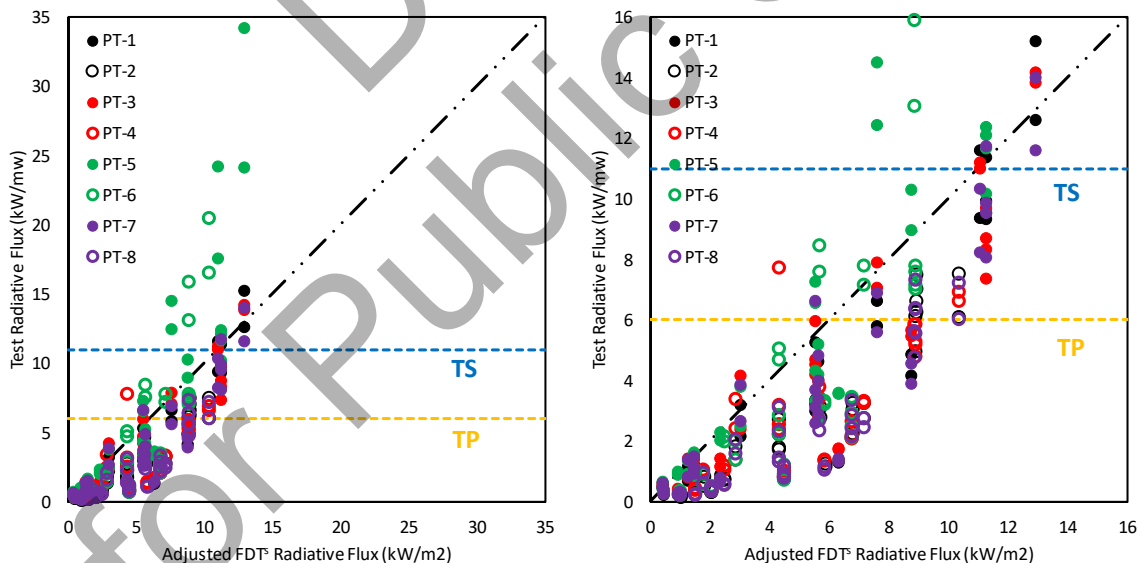 35
30
25
20
15
10
5
0
Test Radiative Flux (kW/mw)
PT-1
PT-2
PT-3
PT-4
PT-5
PT-6
PT-7
PT-8
TS
TP
0 5 10 15 20 25 30 35
Adjusted FDTˢ Radiative Flux (kW/m2)
16
14
12
10
8
6
4
2
0
Test Radiative Flux (kW/mw)
PT-1
PT-2
PT-3
PT-4
PT-5
PT-6
PT-7
PT-8
TS
TP
0 2 4 6 8 10 12 14 16
Adjusted FDTˢ Radiative Flux (kW/m2)
for Public